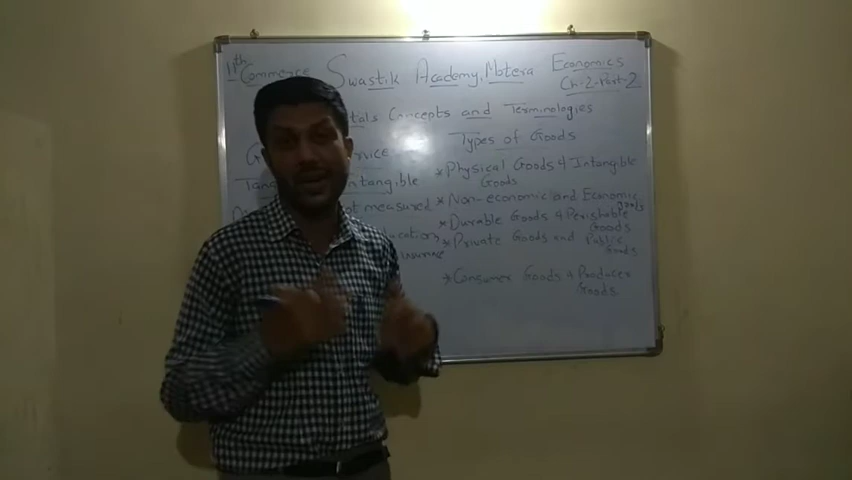 11th Commerce Swastik Academy, Motera Economics
Ch-2-Part-2
Concepts and Terminologies
Types of Goods
* Physical Goods & Intangible
Goods
* Non-economic and Economic
goods
* Durable Goods & Perishable
Goods
* Private Goods and Public
Goods
* Consumer Goods & Producer
Goods
measured